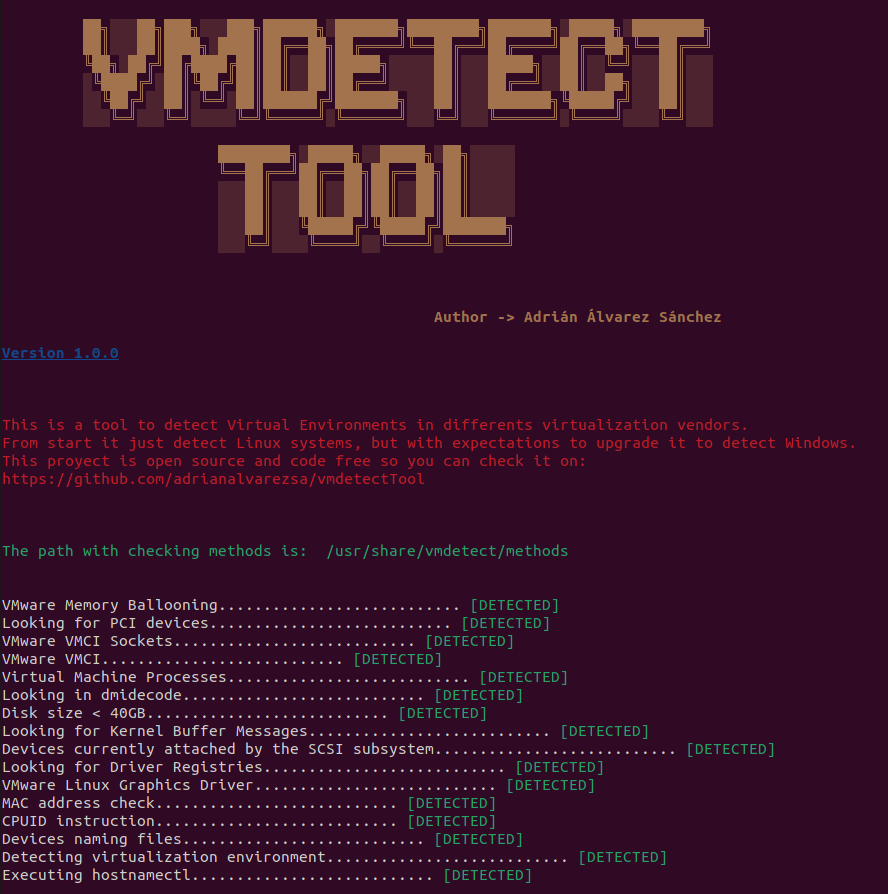 VMDETECT
TOOL
Author -> Adrián Álvarez Sánchez
Version 1.0.0
This is a tool to detect Virtual Environments in differents virtualization vendors.
From start it just detect Linux systems, but with expectations to upgrade it to detect Windows.
This proyect is open source and code free so you can check it on:
https://github.com/adrianalvarezsa/vmdetectTool
The path with checking methods is:  /usr/share/vmdetect/methods
VMware Memory Ballooning........................... [DETECTED]
Looking for PCI devices........................... [DETECTED]
VMware VMCI Sockets........................... [DETECTED]
VMware VMCI........................... [DETECTED]
Virtual Machine Processes........................... [DETECTED]
Looking in dmidecode........................... [DETECTED]
Disk size < 40GB........................... [DETECTED]
Looking for Kernel Buffer Messages........................... [DETECTED]
Devices currently attached by the SCSI subsystem........................... [DETECTED]
Looking for Driver Registries........................... [DETECTED]
VMware Linux Graphics Driver........................... [DETECTED]
MAC address check........................... [DETECTED]
CPUID instruction........................... [DETECTED]
Devices naming files........................... [DETECTED]
Detecting virtualization environment........................... [DETECTED]
Executing hostnamectl........................... [DETECTED]